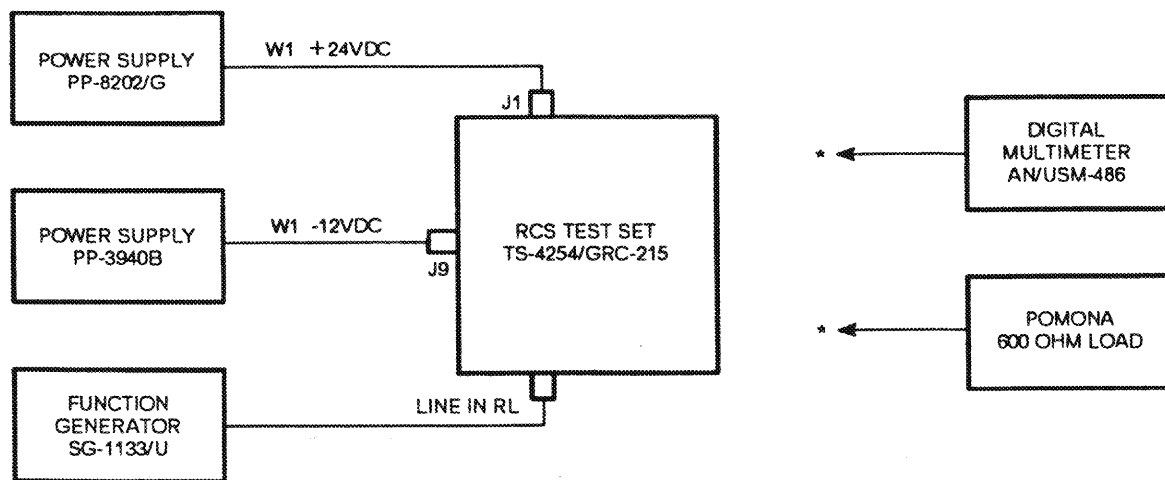 POWER SUPPLY
PP-8202/G
W1 +24VDC
J1
POWER SUPPLY
PP-3940B
W1 -12VDC
J9
RCS TEST SET
TS-4254/GRC-215
FUNCTION
GENERATOR
SG-1133/U
LINE IN RL
*
DIGITAL
MULTIMETER
AN/USM-486
*
POMONA
600 OHM LOAD